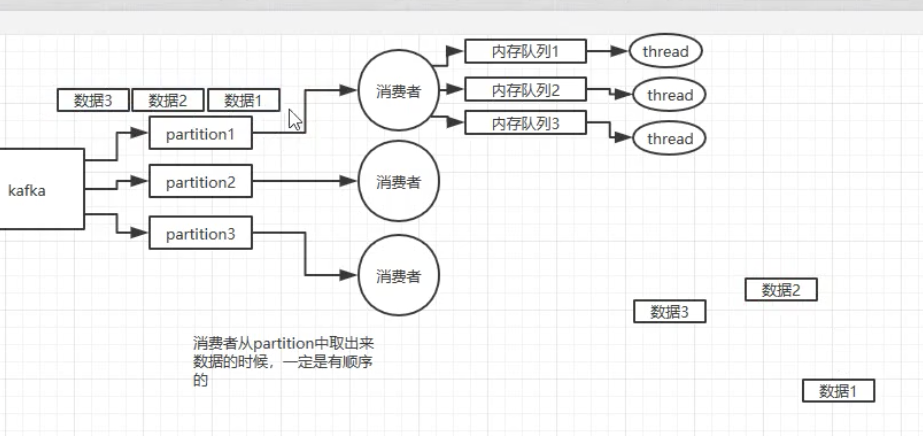 内存队列1
thread
内存队列2
thread
内存队列3
thread
消费者
数据3
数据2
数据1
partition1
kafka
partition2
消费者
partition3
消费者
数据2
数据3
消费者从partition中取出来
数据的时候，一定是有顺序
的
数据1